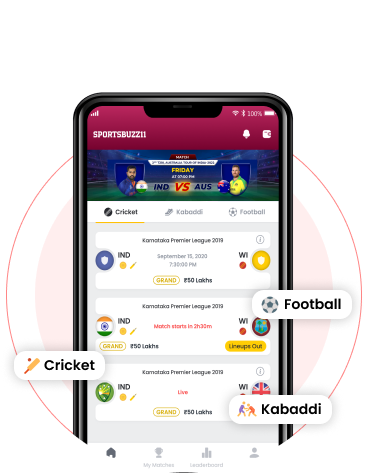 100%
SPORTSBUZZ11
MATCH
2ND T20I, AUSTRALIA TOUR OF INDIA 2022
FRIDAY
AT 07:00 PM
IND VS AUS
Cricket Kabaddi Football
Karnataka Premier League 2019
IND WI
September 15, 2020
7:30:00 PM
GRAND ₹50 Lakhs
Karnataka Premier League 2019
IND WI
Match starts in 2h30m
GRAND ₹50 Lakhs Lineups Out
Football
Cricket
Karnataka Premier League 2019
IND WI
Live
GRAND ₹50 Lakhs
Kabaddi
My Matches Leaderboard